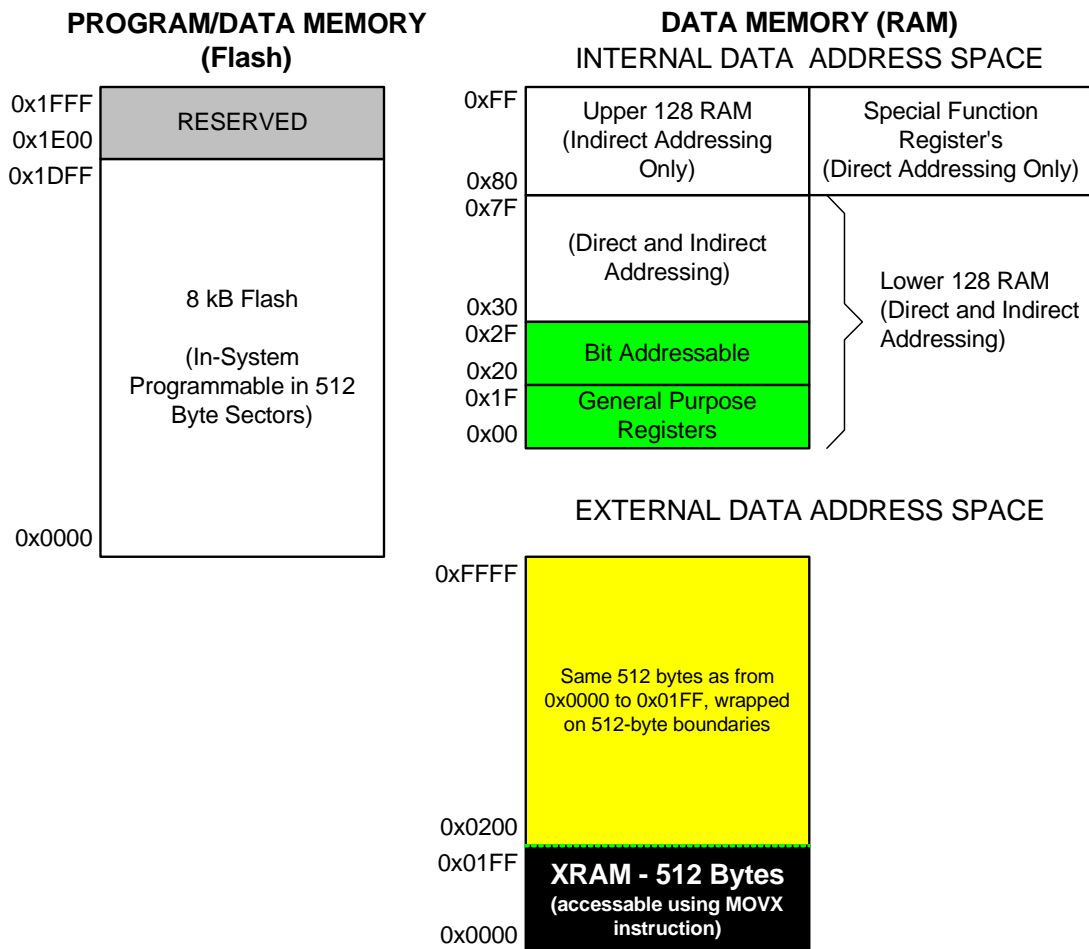 PROGRAM/DATA MEMORY
(Flash)
0x1FFF
RESERVED
0x1E00
0x1DFF
8 kB Flash
(In-System
Programmable in 512
Byte Sectors)
0x0000
DATA MEMORY (RAM)
INTERNAL DATA ADDRESS SPACE
0xFF
Upper 128 RAM
(Indirect Addressing
Only)
Special Function
Register's
(Direct Addressing Only)
0x80
0x7F
(Direct and Indirect
Addressing)
Lower 128 RAM
(Direct and Indirect
Addressing)
0x30
0x2F
Bit Addressable
0x20
0x1F
General Purpose
Registers
0x00
EXTERNAL DATA ADDRESS SPACE
0xFFFF
Same 512 bytes as from
0x0000 to 0x01FF, wrapped
on 512-byte boundaries
0x0200
0x01FF
XRAM - 512 Bytes
(accessable using MOVX
instruction)
0x0000